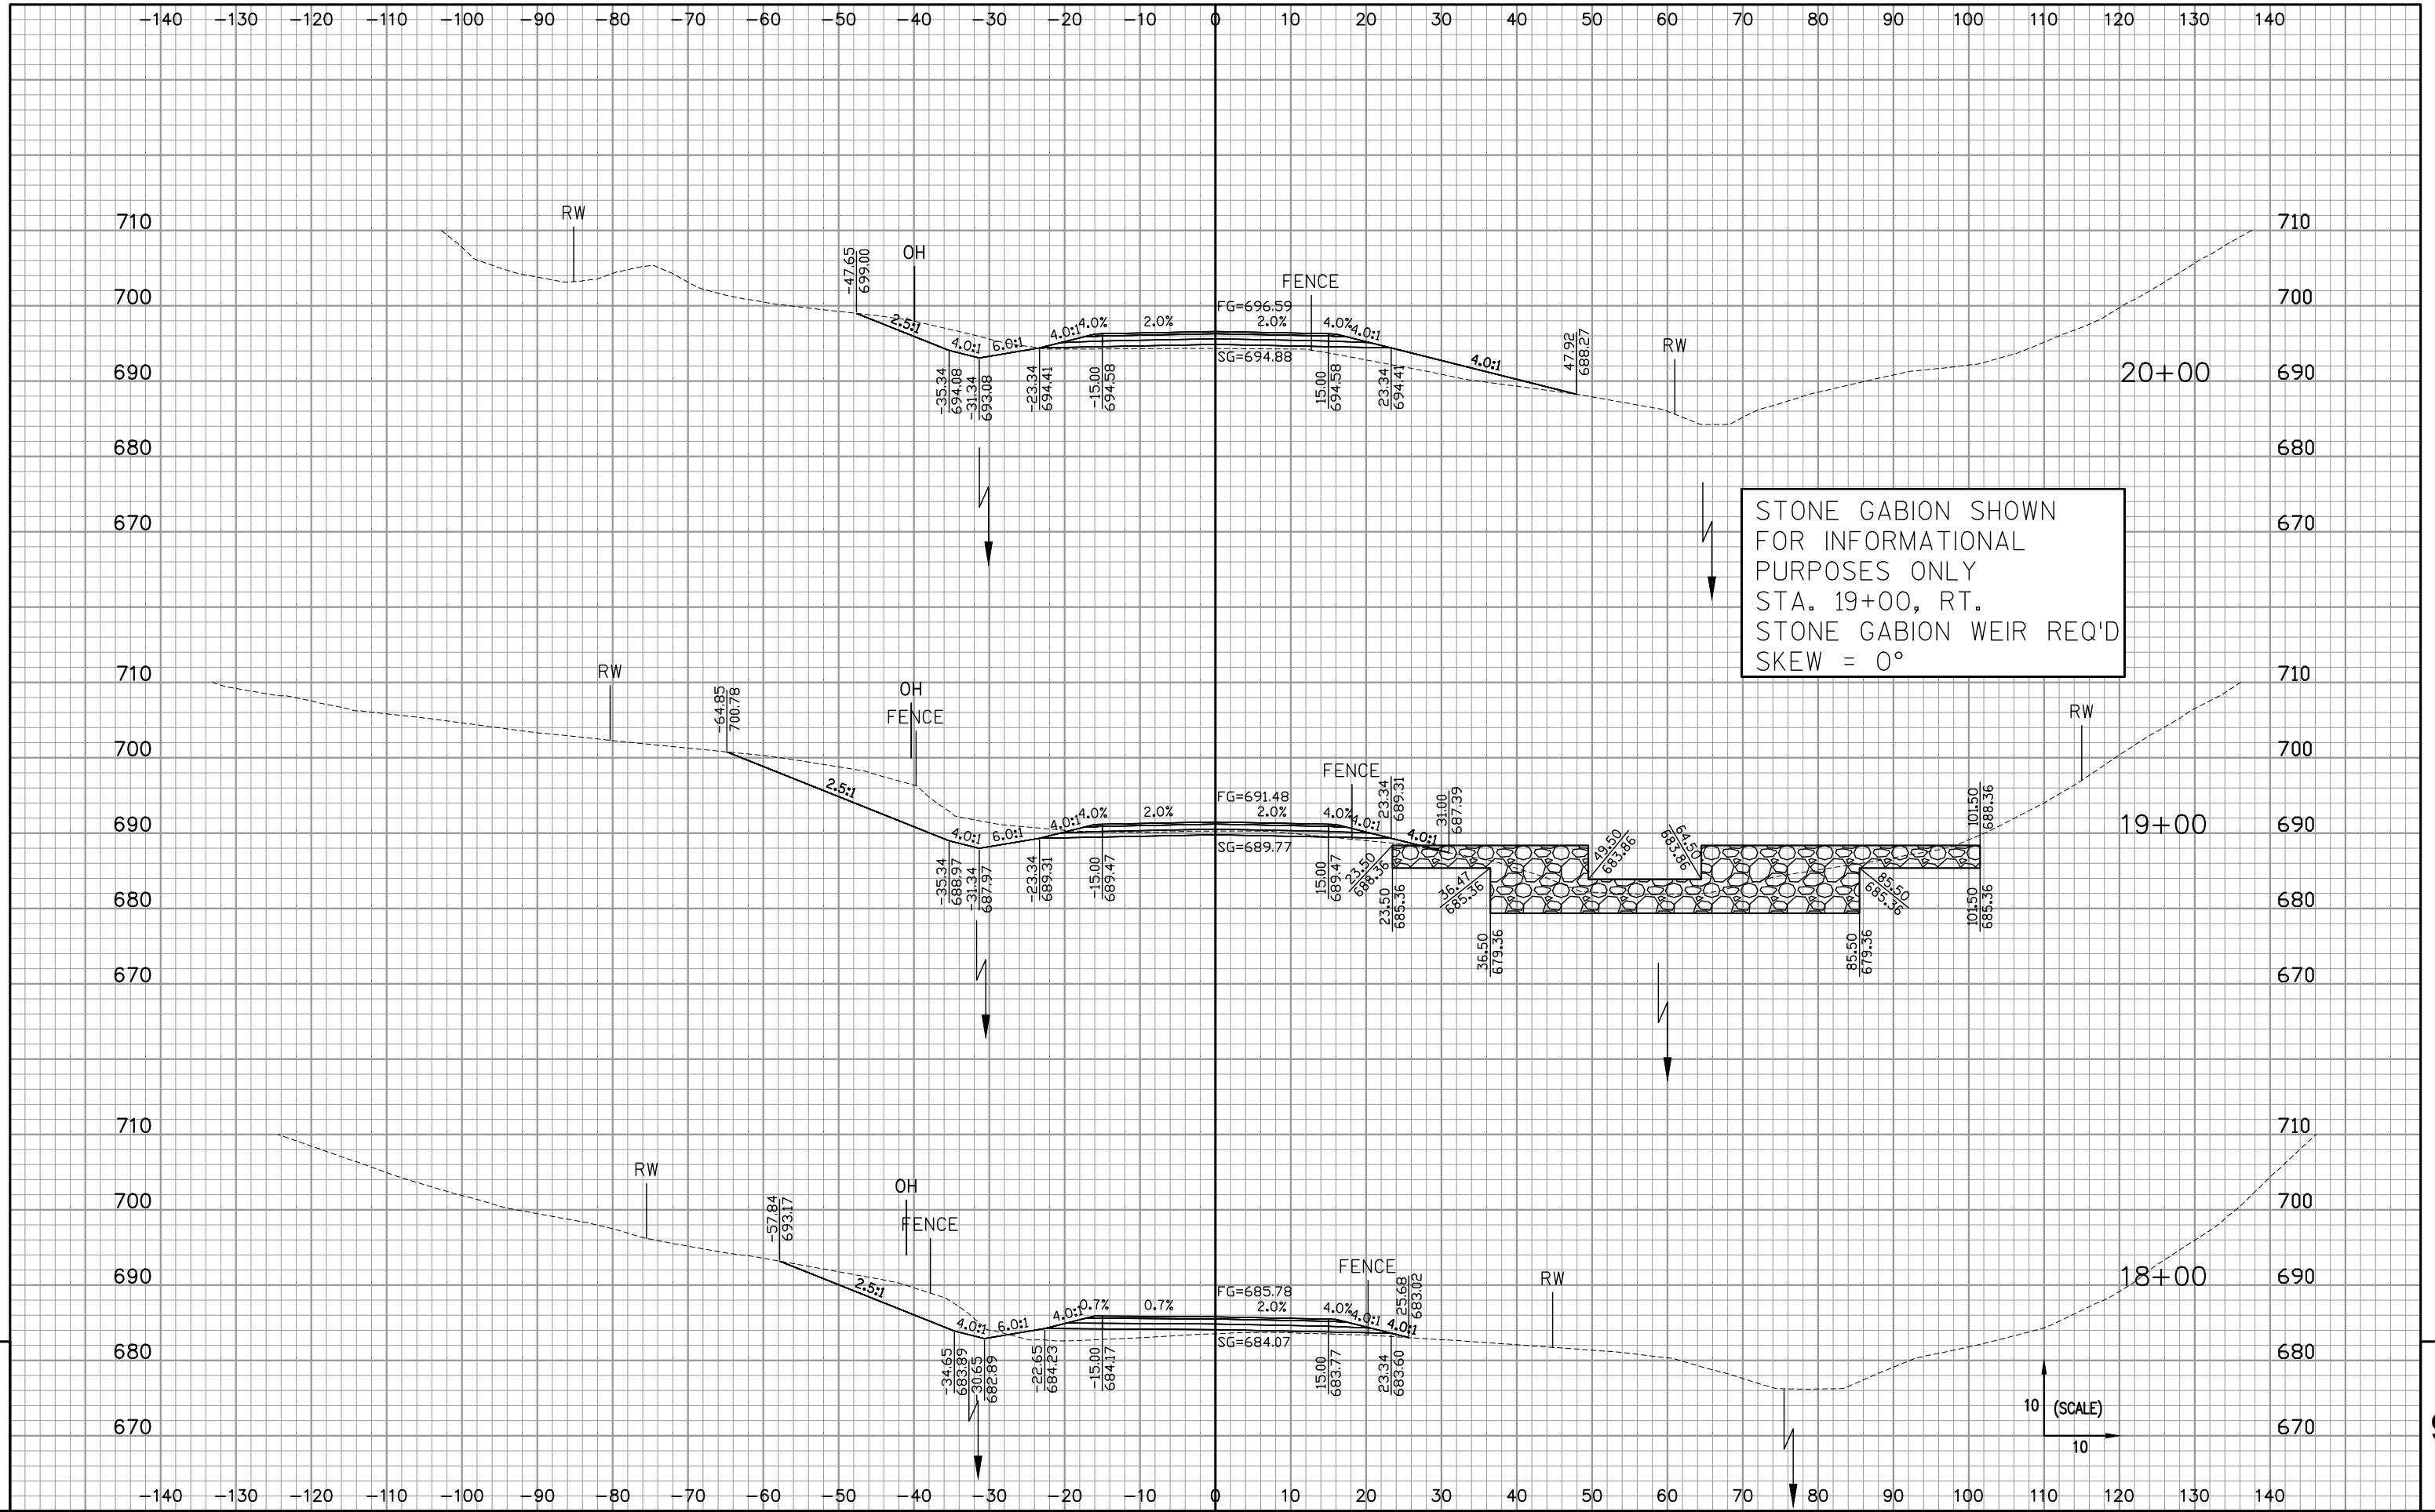 -140 -130 -120 -110 -100 -90 -80 -70 -60 -50 -40 -30 -20 -10 0 10 20 30 40 50 60 70 80 90 100 110 120 130 140
RW
710 710
OH
-47.65
699.00
FENCE
700 FG=696.59 700
2.5:1 4.0:1 6.0:1 4.0:1 4.0% 2.0% 2.0% 4.0% 4.0:1 4.0:1
47.92
688.27
RW
SG=694.88
690 20+00 690
-35.34
694.08
-31.34
693.08
-23.34
694.41
-15.00
694.58
15.00
694.58
23.34
694.41
680 680
670 670
STONE GABION SHOWN
FOR INFORMATIONAL
PURPOSES ONLY
STA. 19+00, RT.
STONE GABION WEIR REQ'D
SKEW = 0°
RW
710 710
-64.85
700.78
OH
FENCE
RW
700 700
FENCE
23.34
689.31
31.00
687.39
101.50
688.36
FG=691.48
2.5:1 4.0:1 6.0:1 4.0:1 4.0% 2.0% 2.0% 4.0% 4.0:1 4.0:1
690 19+00 690
SG=689.77
-35.34
688.97
-31.34
687.97
-23.34
689.31
-15.00
689.47
15.00
689.47
23.50
688.36
23.50
685.36
36.47
685.36
49.50
683.86
64.50
683.86
85.50
685.36
101.50
685.36
680 680
36.50
679.36
85.50
679.36
670 670
710 710
RW
-57.84
693.17
OH
700 700
FENCE
FENCE
25.68
683.02
RW
690 18+00 690
FG=685.78
2.5:1 4.0:1 6.0:1 4.0:1 0.7% 0.7% 2.0% 4.0% 4.0:1 4.0:1
SG=684.07
680 680
-34.65
683.89
-30.65
682.89
-22.65
684.23
-15.00
684.17
15.00
683.77
23.34
683.60
10 (SCALE)
10
670 670
-140 -130 -120 -110 -100 -90 -80 -70 -60 -50 -40 -30 -20 -10 0 10 20 30 40 50 60 70 80 90 100 110 120 130 140